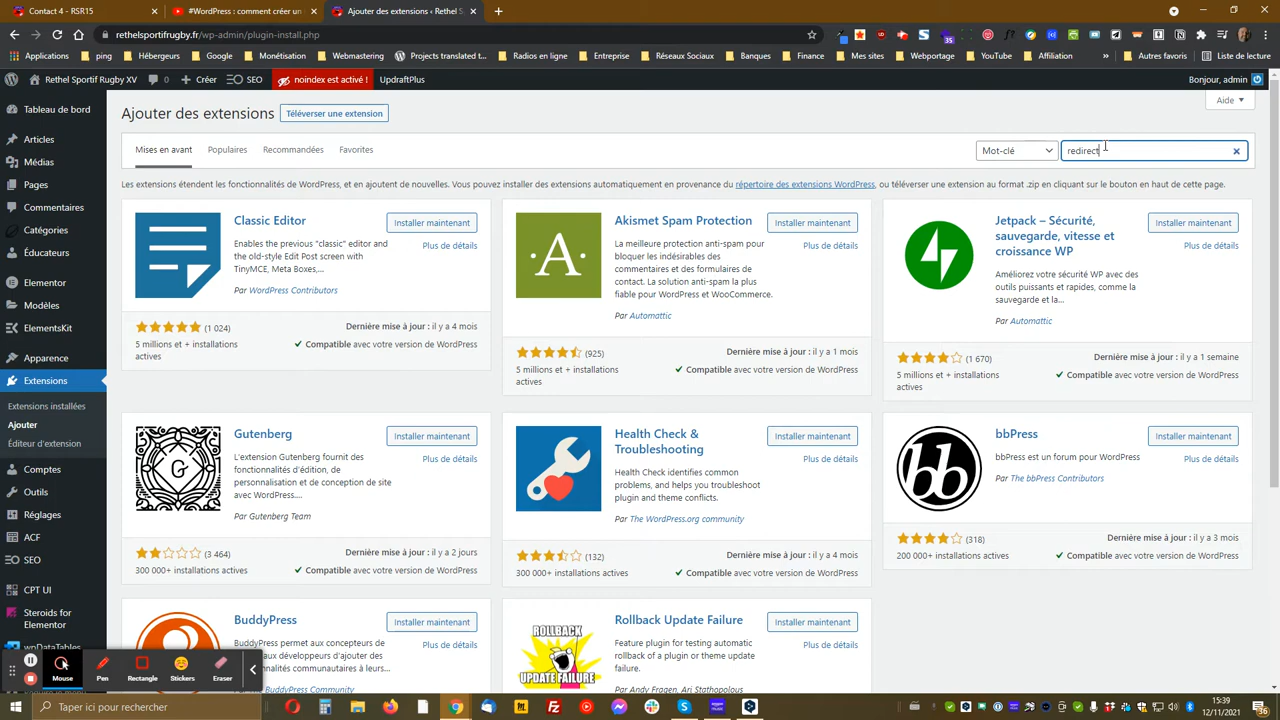 Contact - G
#WordPress : comment créer un
Ajouter des extensions ‹ Rethel S
rethelsportifrugby.fr/wp-admin/plugin-install.php
Applications
ping
Quotidien
Webmastering
Projects translated t...
Radios en ligne
Entreprise
Réseaux Sociaux
Banques
Finance
Mes sites
Webportage
Affiliation
»
Autres favoris
Liste de lecture
Rethel Sportif Rugby XV
0
Créer
SEO
noindex est activé !
UpdraftPlus
Bonjour, admin
Tableau de bord
Articles
Médias
Pages
Commentaires
Catégories
Éducateurs
Elementor
Modèles
ElementsKit
Apparence
Extensions
Extensions installées
Ajouter
Éditeur d'extension
Comptes
Outils
Réglages
ACF
SEO
CPT UI
Steroids for
Elementor
wpDataTables
Aide
Ajouter des extensions
Téléverser une extension
Mises en avant
Populaires
Recommandées
Favorites
Mot-clé
redirect
Les extensions étendent les fonctionnalités de WordPress, et en ajoutent de nouvelles. Vous pouvez installer des extensions automatiquement en provenance du répertoire des extensions WordPress, ou téléverser une extension au format .zip en cliquant sur le bouton en haut de cette page.
Classic Editor
Installer maintenant
Plus de détails
Enables the previous "classic" editor and
the old-style Edit Post screen with
TinyMCE, Meta Boxes,...
Par WordPress Contributors
(1 024)
5 millions et + installations
actives
Dernière mise à jour : il y a 4 mois
Compatible avec votre version de WordPress
Akismet Spam Protection
Installer maintenant
Plus de détails
La meilleure protection anti-spam pour
bloquer les indésirables des
commentaires et des formulaires de
contact. La solution anti-spam la plus
fiable pour WordPress et WooCommerce.
Par Automattic
(925)
5 millions et + installations
actives
Dernière mise à jour : il y a 1 mois
Compatible avec votre version de WordPress
Jetpack – Sécurité,
sauvegarde, vitesse et
croissance WP
Installer maintenant
Plus de détails
Améliorez votre sécurité WP avec des
outils puissants et rapides, comme la
sauvegarde et la...
Par Automattic
(1 670)
5 millions et + installations
actives
Dernière mise à jour : il y a 1 semaine
Compatible avec votre version de WordPress
Gutenberg
Installer maintenant
Plus de détails
G
L'extension Gutenberg fournit des
fonctionnalités d'édition, de
personnalisation et de conception de site
avec WordPress....
Par Gutenberg Team
(3 464)
300 000+ installations actives
Dernière mise à jour : il y a 2 jours
Compatible avec votre version de WordPress
Health Check &
Troubleshooting
Installer maintenant
Plus de détails
Health Check identifies common
problems, and helps you troubleshoot
plugin and theme conflicts.
Par The WordPress.org community
(132)
300 000+ installations actives
Dernière mise à jour : il y a 4 mois
Compatible avec votre version de WordPress
bbPress
Installer maintenant
Plus de détails
bb
bbPress est un forum pour WordPress
Par The bbPress Contributors
(318)
200 000+ installations actives
Dernière mise à jour : il y a 3 mois
Compatible avec votre version de WordPress
BuddyPress
Installer maintenant
Plus de détails
BuddyPress permet aux concepteurs de
onnalités communautaires à leurs...
BuddyPress Community
Rollback Update Failure
Installer maintenant
Plus de détails
ROLLBACK
UPDATE FAILURE
Feature plugin for testing automatic
rollback of a plugin or theme update
failure.
Par Andy Fragen, Ari Stathopolous
Mouse
Pen
Rectangle
Stickers
Eraser
Taper ici pour rechercher
15:39
12/11/2021
36